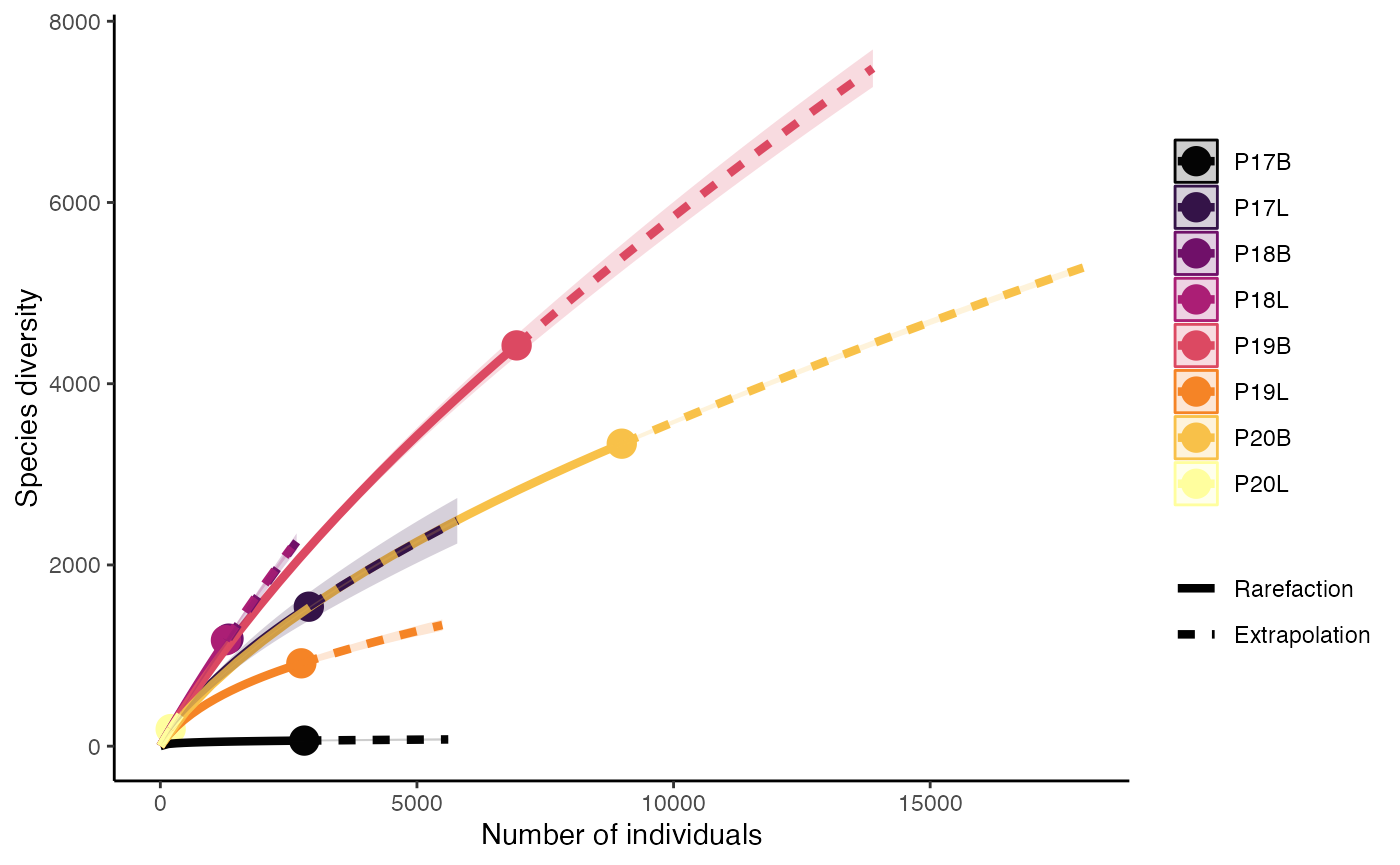 Species diversity
8000
6000
4000
2000
0
0 5000 10000 15000
Number of individuals
P17B
P17L
P18B
P18L
P19B
P19L
P20B
P20L
Rarefaction
Extrapolation